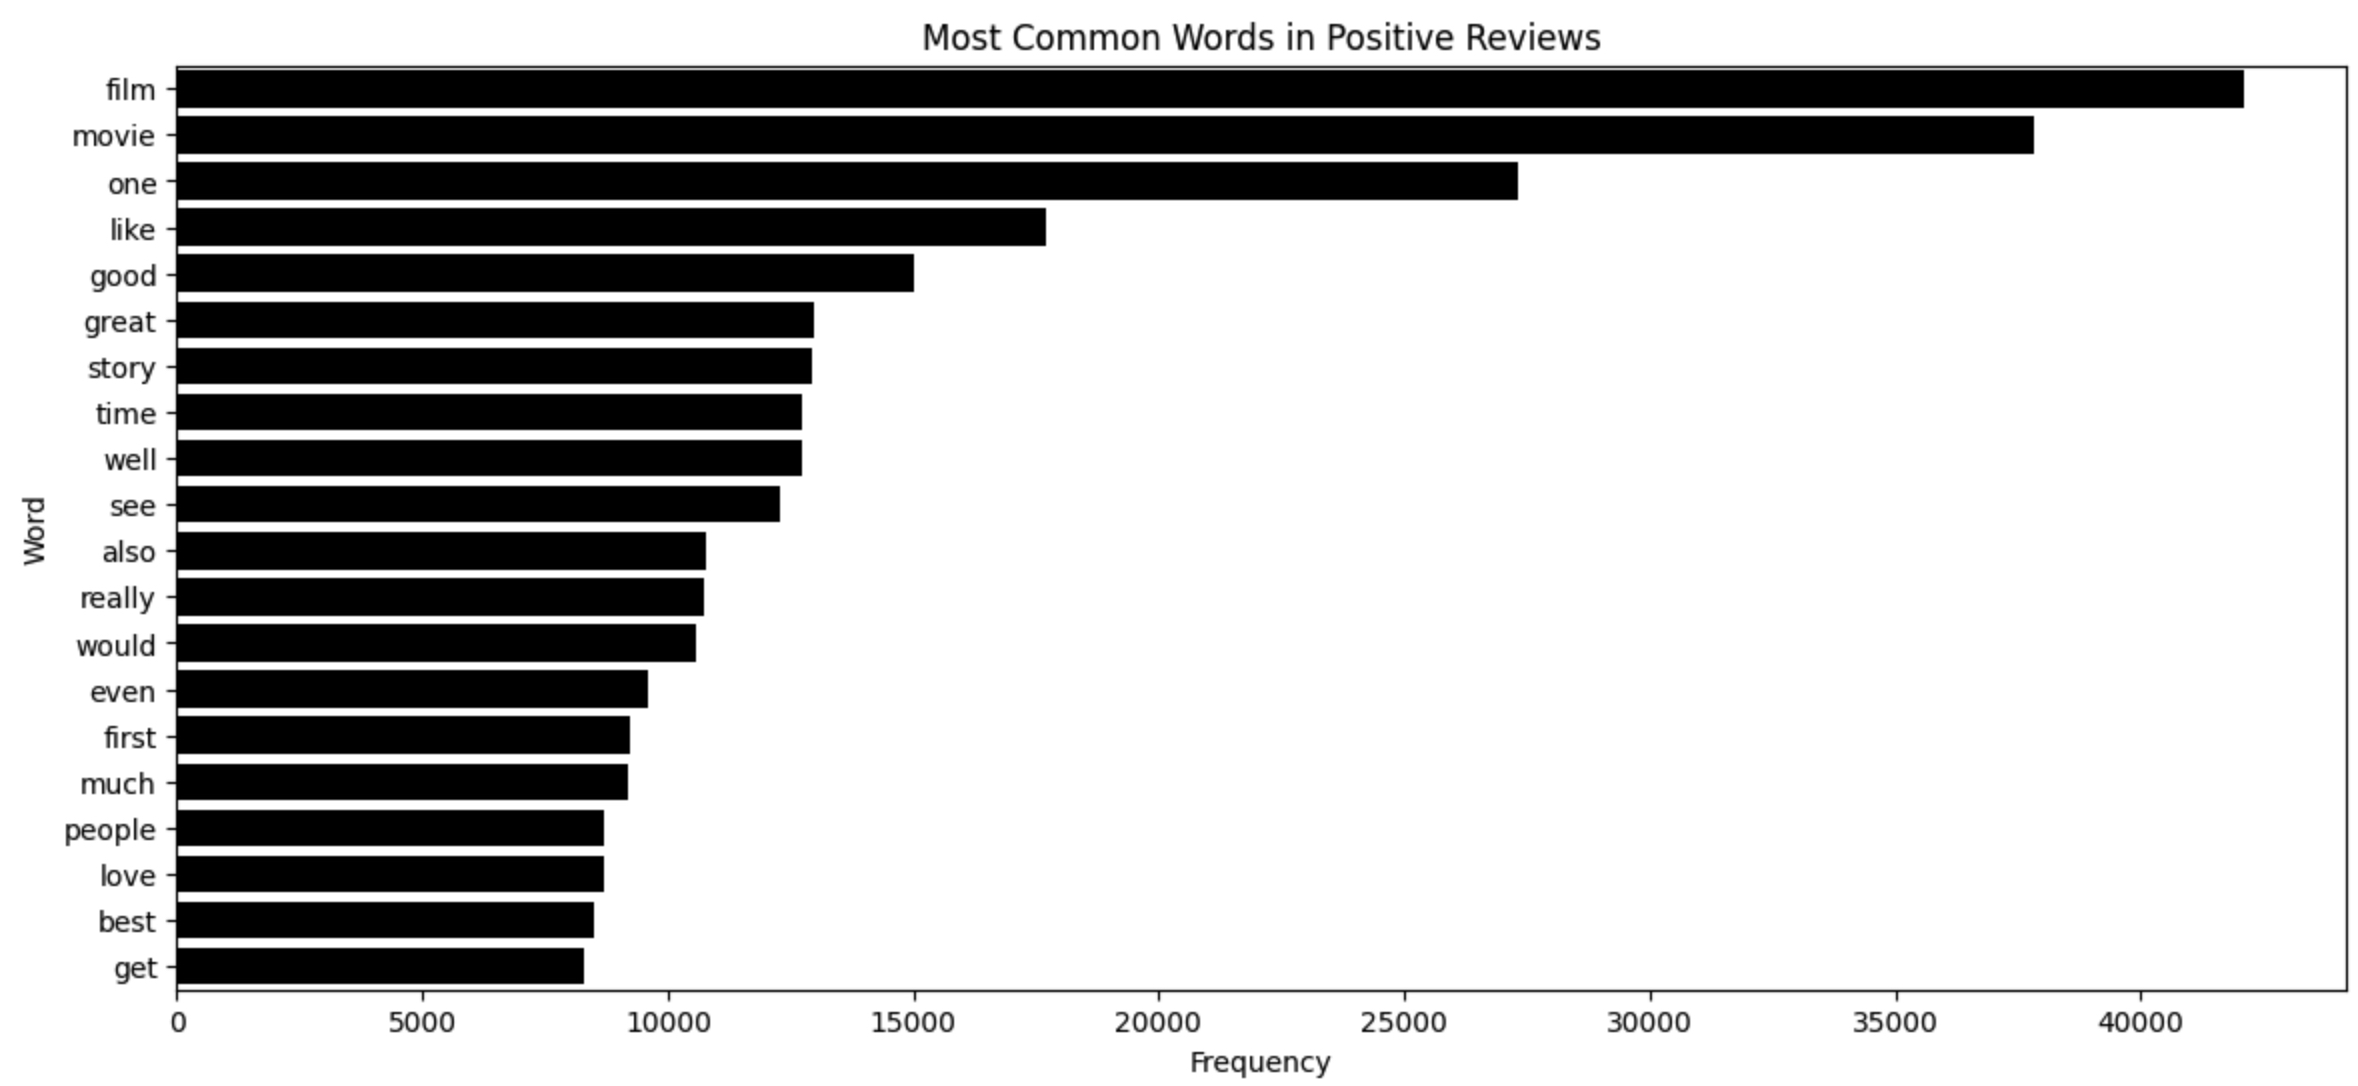 Most Common Words in Positive Reviews
film
movie
one
like
good
great
story
time
well
see
also
really
would
even
first
much
people
love
best
get
Word
0 5000 10000 15000 20000 25000 30000 35000 40000
Frequency